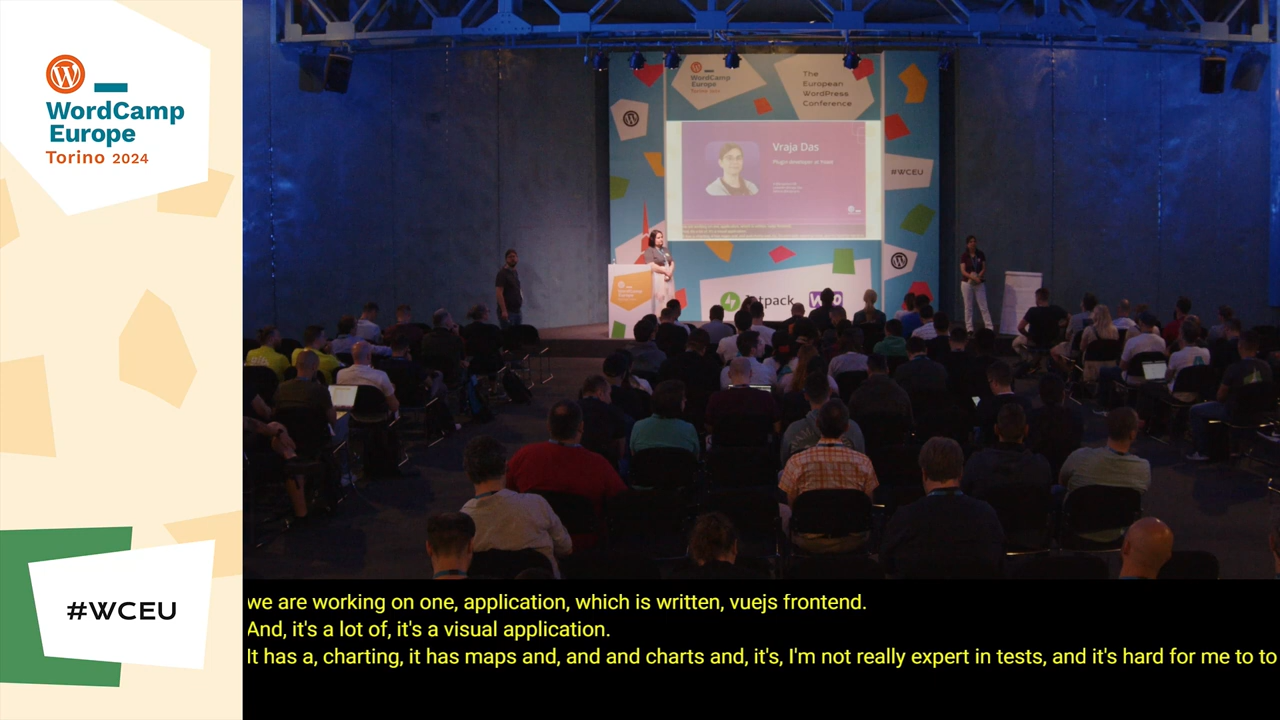 WordCamp
Europe
Torino 2024
#WCEU
WordCamp
Europe
The
European
WordPress
Conference
Vraja Das
#WCEU
Jetpack
Woo
we are working on one, application, which is written, vuejs frontend.
And, it's a lot of, it's a visual application.
It has a, charting, it has maps and, and and charts and, it's, I'm not really expert in tests, and it's hard for me to to